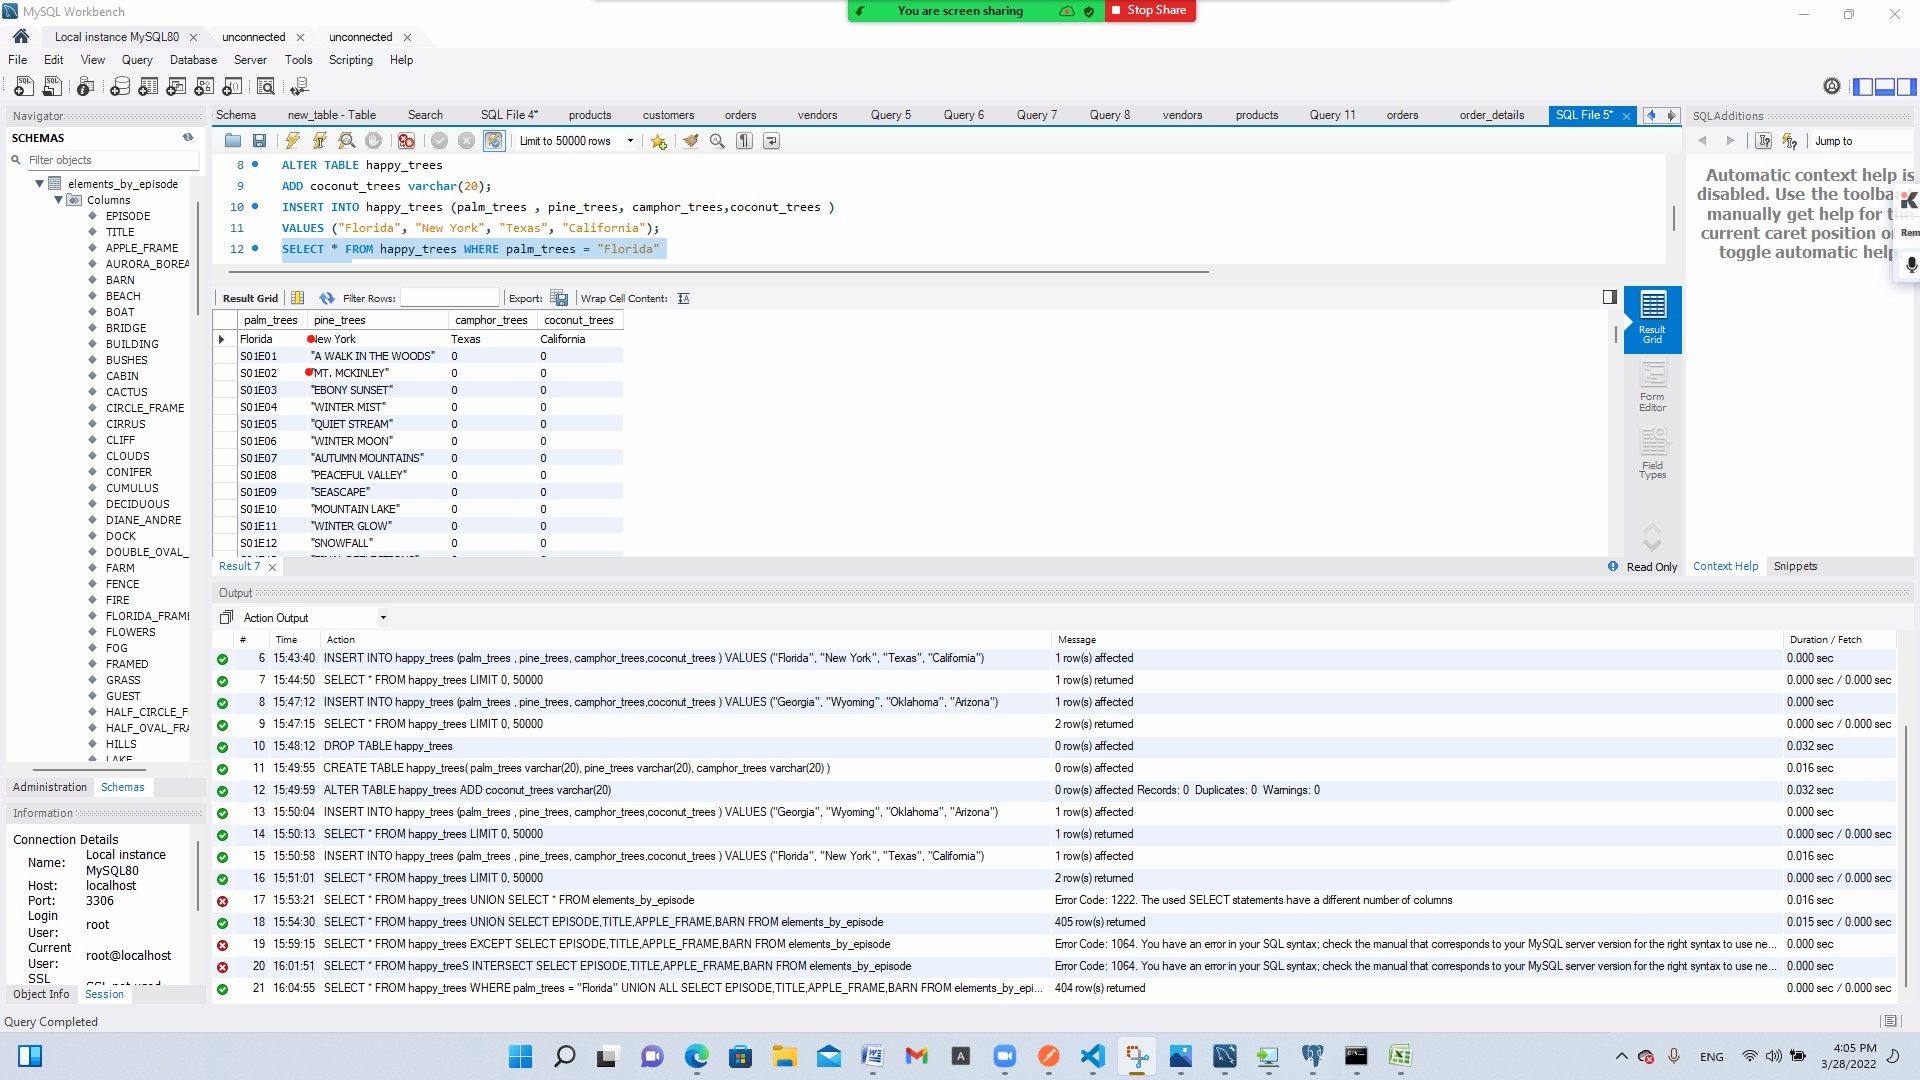 MySQL Workbench
You are screen sharing
Stop Share
Local instance MySQL80
unconnected
unconnected
File Edit View Query Database Server Tools Scripting Help
Navigator
SCHEMAS
Filter objects
elements_by_episode
Columns
EPISODE
TITLE
APPLE_FRAME
AURORA_BOREA
BARN
BEACH
BOAT
BRIDGE
BUILDING
BUSHES
CABIN
CACTUS
CIRCLE_FRAME
CIRRUS
CLIFF
CLOUDS
CONIFER
CUMULUS
DECIDUOUS
DIANE_ANDRE
DOCK
DOUBLE_OVAL_
FARM
FENCE
FIRE
FLORIDA_FRAM
FLOWERS
FOG
FRAMED
GRASS
GUEST
HALF_CIRCLE_F
HALF_OVAL_FRA
HILLS
LAKE
Administration Schemas
Information
Connection Details
Name: Local instance MySQL80
Host: localhost
Port: 3306
Login User: root
Current User: root@localhost
SSL
Object Info Session
Query Completed
Schema new_table - Table Search SQL File 4* products customers orders vendors Query 5 Query 6 Query 7 Query 8 vendors products Query 11 orders order_details SQL File 5*
Limit to 50000 rows
8 ALTER TABLE happy_trees
9 ADD coconut_trees varchar(20);
10 INSERT INTO happy_trees (palm_trees , pine_trees, camphor_trees,coconut_trees )
11 VALUES ("Florida", "New York", "Texas", "California");
12 SELECT * FROM happy_trees WHERE palm_trees = "Florida"
Result Grid Filter Rows: Export: Wrap Cell Content:
palm_trees pine_trees camphor_trees coconut_trees
Florida New York Texas California
S01E01 "A WALK IN THE WOODS" 0 0
S01E02 "MT. MCKINLEY" 0 0
S01E03 "EBONY SUNSET" 0 0
S01E04 "WINTER MIST" 0 0
S01E05 "QUIET STREAM" 0 0
S01E06 "WINTER MOON" 0 0
S01E07 "AUTUMN MOUNTAINS" 0 0
S01E08 "PEACEFUL VALLEY" 0 0
S01E09 "SEASCAPE" 0 0
S01E10 "MOUNTAIN LAKE" 0 0
S01E11 "WINTER GLOW" 0 0
S01E12 "SNOWFALL" 0 0
Result Grid
Form Editor
Field Types
Result 7
Read Only
SQLAdditions
Jump to
Automatic context help is
disabled. Use the toolba
manually get help for th
current caret position o
toggle automatic help.
Rem
Context Help Snippets
Output
Action Output
# Time Action Message Duration / Fetch
6 15:43:40 INSERT INTO happy_trees (palm_trees , pine_trees, camphor_trees,coconut_trees ) VALUES ("Florida", "New York", "Texas", "California") 1 row(s) affected 0.000 sec
7 15:44:50 SELECT * FROM happy_trees LIMIT 0, 50000 1 row(s) returned 0.000 sec / 0.000 sec
8 15:47:12 INSERT INTO happy_trees (palm_trees , pine_trees, camphor_trees,coconut_trees ) VALUES ("Georgia", "Wyoming", "Oklahoma", "Arizona") 1 row(s) affected 0.000 sec
9 15:47:15 SELECT * FROM happy_trees LIMIT 0, 50000 2 row(s) returned 0.000 sec / 0.000 sec
10 15:48:12 DROP TABLE happy_trees 0 row(s) affected 0.032 sec
11 15:49:55 CREATE TABLE happy_trees( palm_trees varchar(20), pine_trees varchar(20), camphor_trees varchar(20) ) 0 row(s) affected 0.016 sec
12 15:49:59 ALTER TABLE happy_trees ADD coconut_trees varchar(20) 0 row(s) affected Records: 0 Duplicates: 0 Warnings: 0 0.032 sec
13 15:50:04 INSERT INTO happy_trees (palm_trees , pine_trees, camphor_trees,coconut_trees ) VALUES ("Georgia", "Wyoming", "Oklahoma", "Arizona") 1 row(s) affected 0.000 sec
14 15:50:13 SELECT * FROM happy_trees LIMIT 0, 50000 1 row(s) returned 0.000 sec / 0.000 sec
15 15:50:58 INSERT INTO happy_trees (palm_trees , pine_trees, camphor_trees,coconut_trees ) VALUES ("Florida", "New York", "Texas", "California") 1 row(s) affected 0.016 sec
16 15:51:01 SELECT * FROM happy_trees LIMIT 0, 50000 2 row(s) returned 0.000 sec / 0.000 sec
17 15:53:21 SELECT * FROM happy_trees UNION SELECT * FROM elements_by_episode Error Code: 1222. The used SELECT statements have a different number of columns 0.016 sec
18 15:54:30 SELECT * FROM happy_trees UNION SELECT EPISODE,TITLE,APPLE_FRAME,BARN FROM elements_by_episode 405 row(s) returned 0.015 sec / 0.000 sec
19 15:59:15 SELECT * FROM happy_trees EXCEPT SELECT EPISODE,TITLE,APPLE_FRAME,BARN FROM elements_by_episode Error Code: 1064. You have an error in your SQL syntax; check the manual that corresponds to your MySQL server version for the right syntax to use ne... 0.000 sec
20 16:01:51 SELECT * FROM happy_treeS INTERSECT SELECT EPISODE,TITLE,APPLE_FRAME,BARN FROM elements_by_episode Error Code: 1064. You have an error in your SQL syntax; check the manual that corresponds to your MySQL server version for the right syntax to use ne... 0.000 sec
21 16:04:55 SELECT * FROM happy_trees WHERE palm_trees = "Florida" UNION ALL SELECT EPISODE,TITLE,APPLE_FRAME,BARN FROM elements_by_epi... 404 row(s) returned 0.000 sec / 0.000 sec
ENG
4:05 PM
3/28/2022